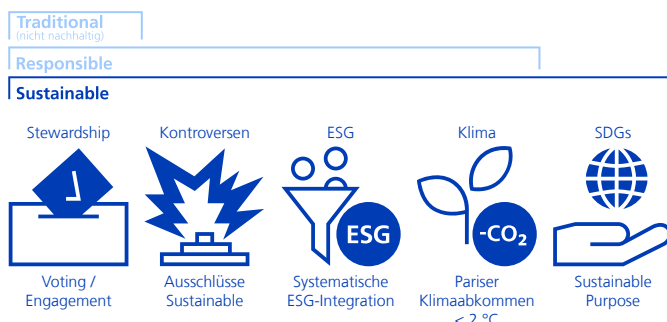 Traditional
(nicht nachhaltig)
Responsible
Sustainable
Stewardship
Kontroversen
ESG
Klima
SDGs
ESG
-CO₂
Voting /
Engagement
Ausschlüsse
Sustainable
Systematische
ESG-Integration
Pariser
Klimaabkommen
< 2 °C
Sustainable
Purpose